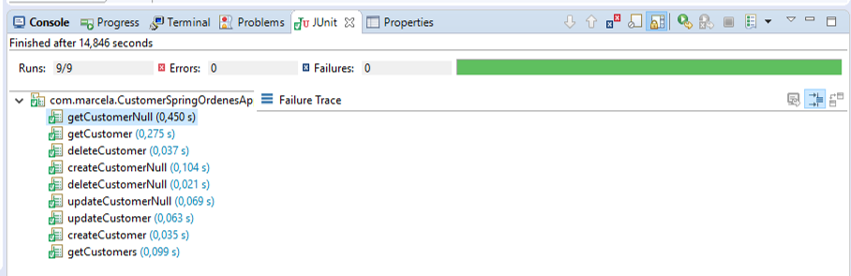 Console Progress Terminal Problems JUnit Properties
Finished after 14,846 seconds
Runs: 9/9 Errors: 0 Failures: 0
com.marcela.CustomerSpringOrdenesAp Failure Trace
getCustomerNull (0,450 s)
getCustomer (0,275 s)
deleteCustomer (0,037 s)
createCustomerNull (0,104 s)
deleteCustomerNull (0,021 s)
updateCustomerNull (0,069 s)
updateCustomer (0,063 s)
createCustomer (0,035 s)
getCustomers (0,099 s)